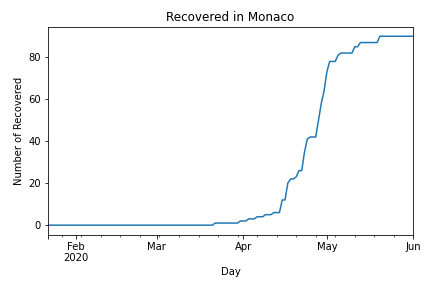 Recovered in Monaco
Number of Recovered
80
60
40
20
0
Feb
2020
Mar
Apr
May
Jun
Day